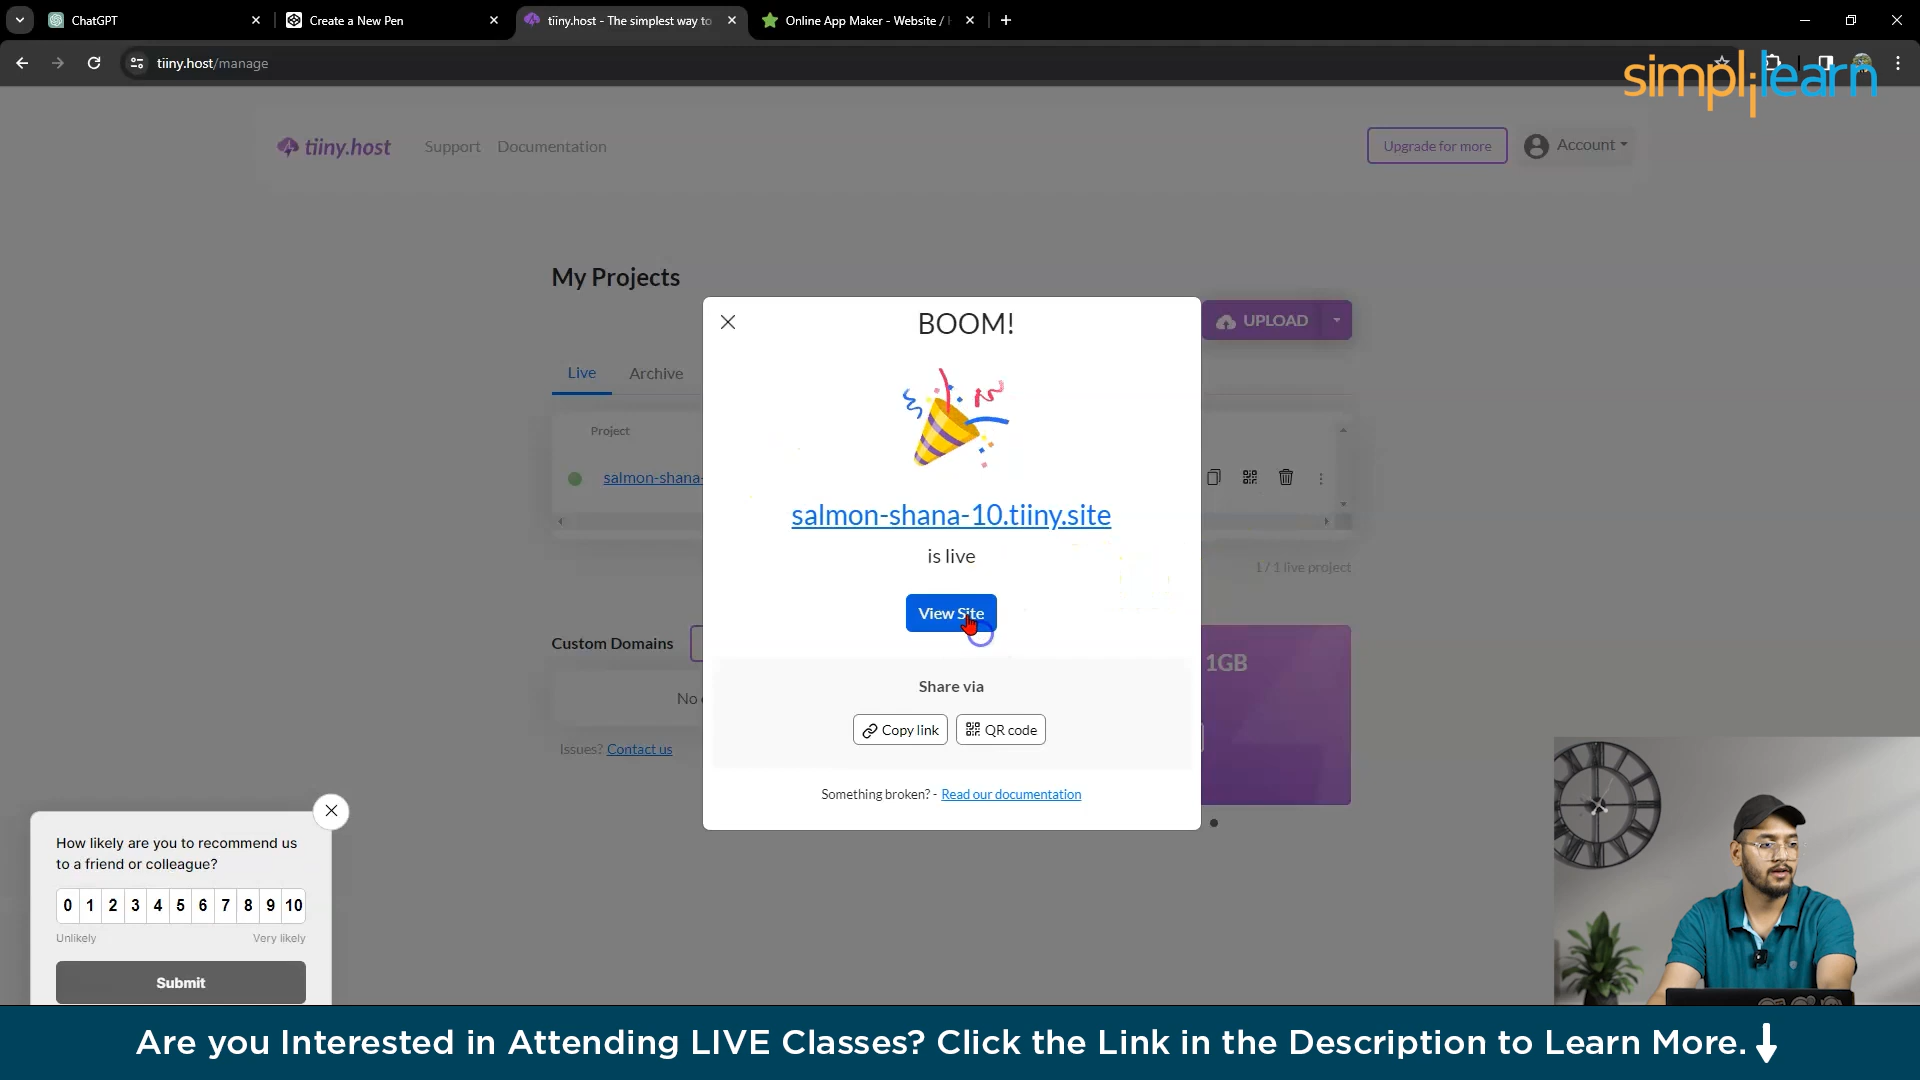 ChatGPT
Create a New Pen
tiiny.host - The simplest way to
Online App Maker - Website /
tiiny.host/manage
simplilearn
tiiny.host
Support
Documentation
Upgrade for more
Account
My Projects
UPLOAD
Live
Archive
Project
salmon-shana-
1 / 1 live project
Custom Domains
No
Issues? Contact us
1GB
BOOM!
salmon-shana-10.tiiny.site
is live
View Site
Share via
Copy link
QR code
Something broken? - Read our documentation
How likely are you to recommend us
to a friend or colleague?
0 1 2 3 4 5 6 7 8 9 10
Unlikely
Very likely
Submit
Are you Interested in Attending LIVE Classes? Click the Link in the Description to Learn More.